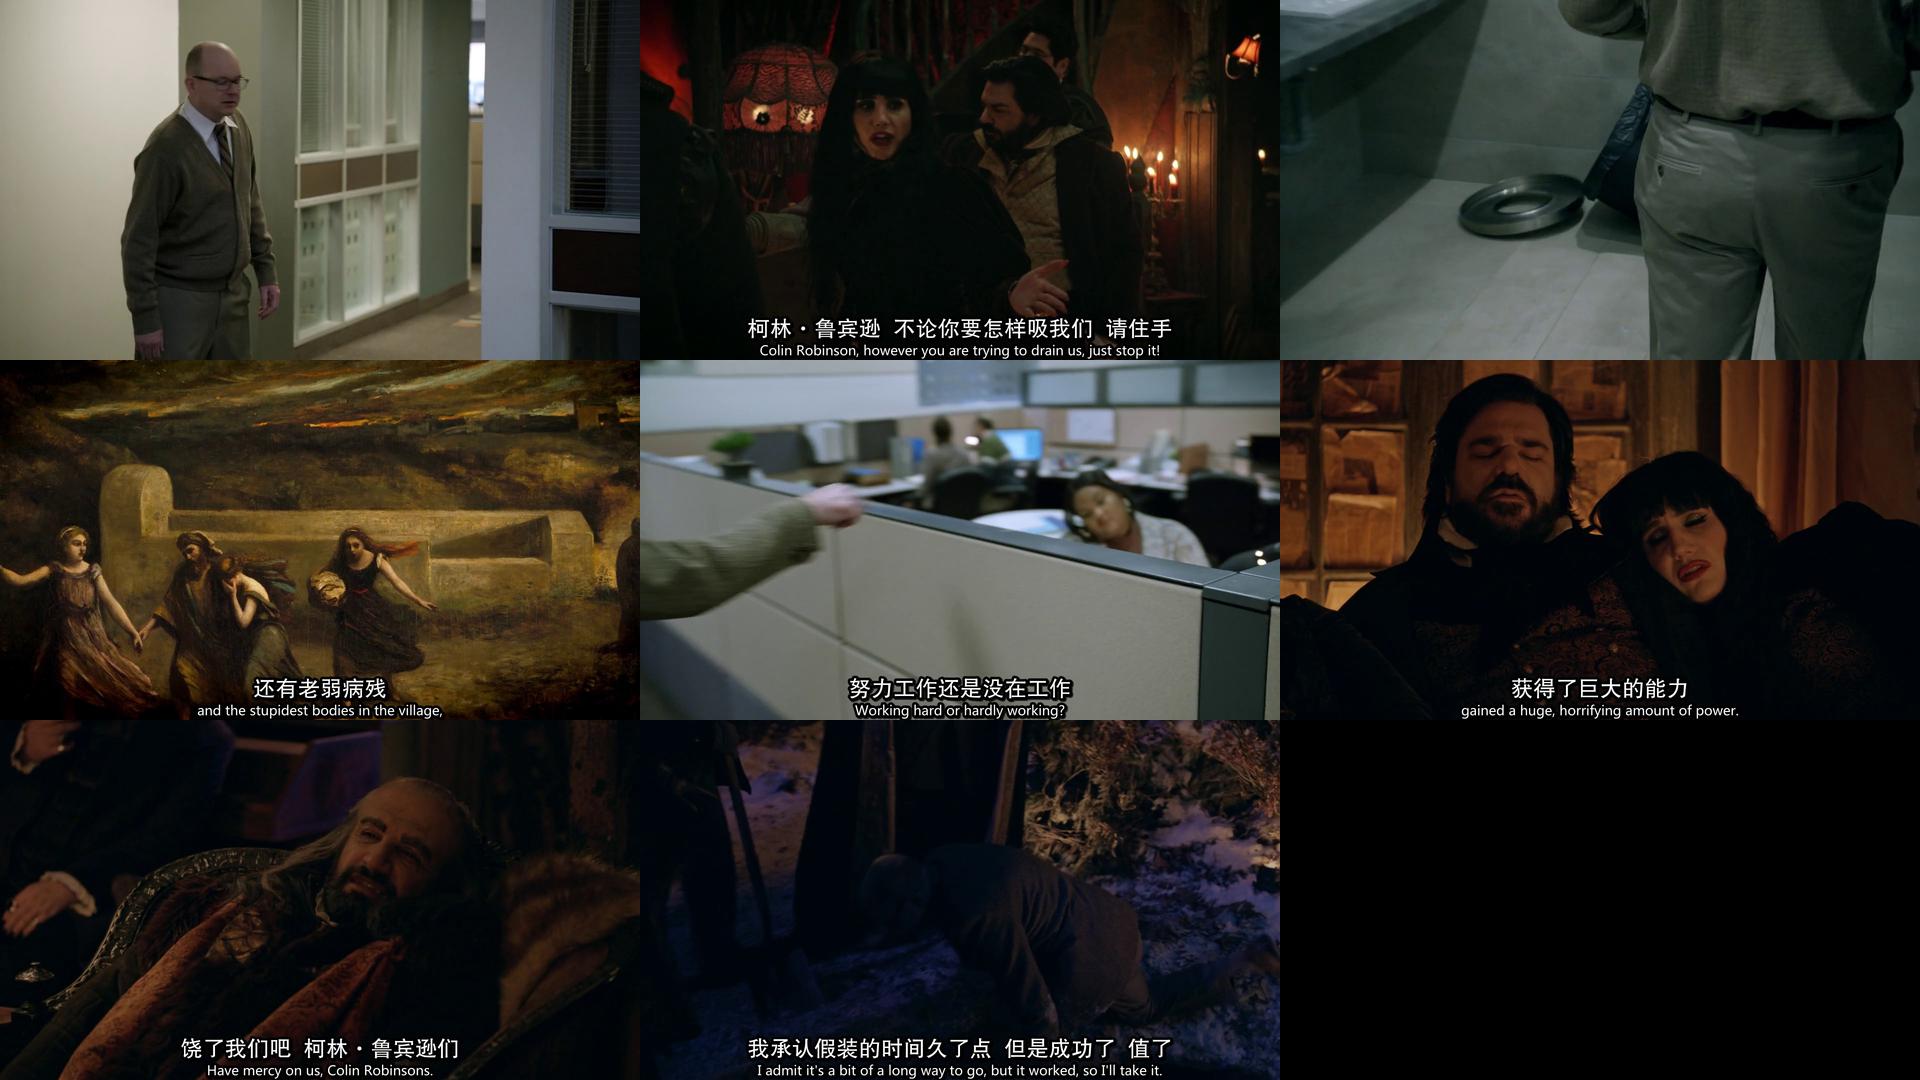 柯林·鲁宾逊 不论你要怎样吸我们 请住手
Colin Robinson, however you are trying to drain us, just stop it!
还有老弱病残
and the stupidest bodies in the village,
努力工作还是没在工作
Working hard or hardly working?
获得了巨大的能力
gained a huge, horrifying amount of power.
饶了我们吧 柯林·鲁宾逊们
Have mercy on us, Colin Robinsons.
我承认假装的时间久了点 但是成功了 值了
I admit it's a bit of a long way to go, but it worked, so I'll take it.